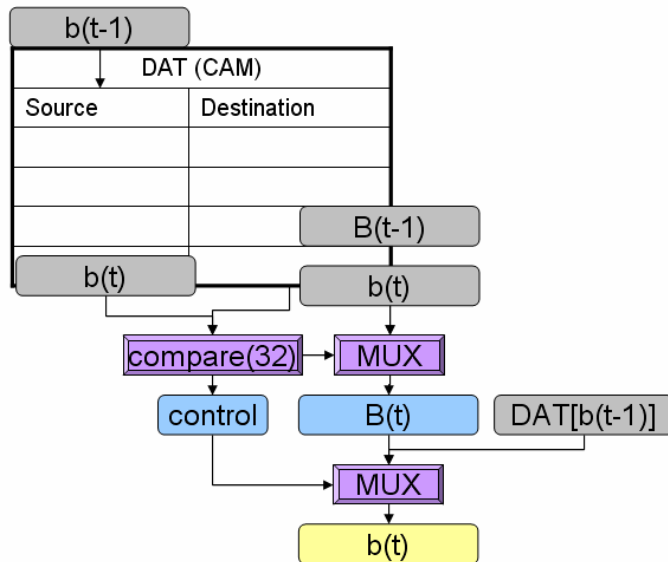 b(t-1)
DAT (CAM)
Source Destination
B(t-1)
b(t) b(t)
compare(32) MUX
control B(t) DAT[b(t-1)]
MUX
b(t)